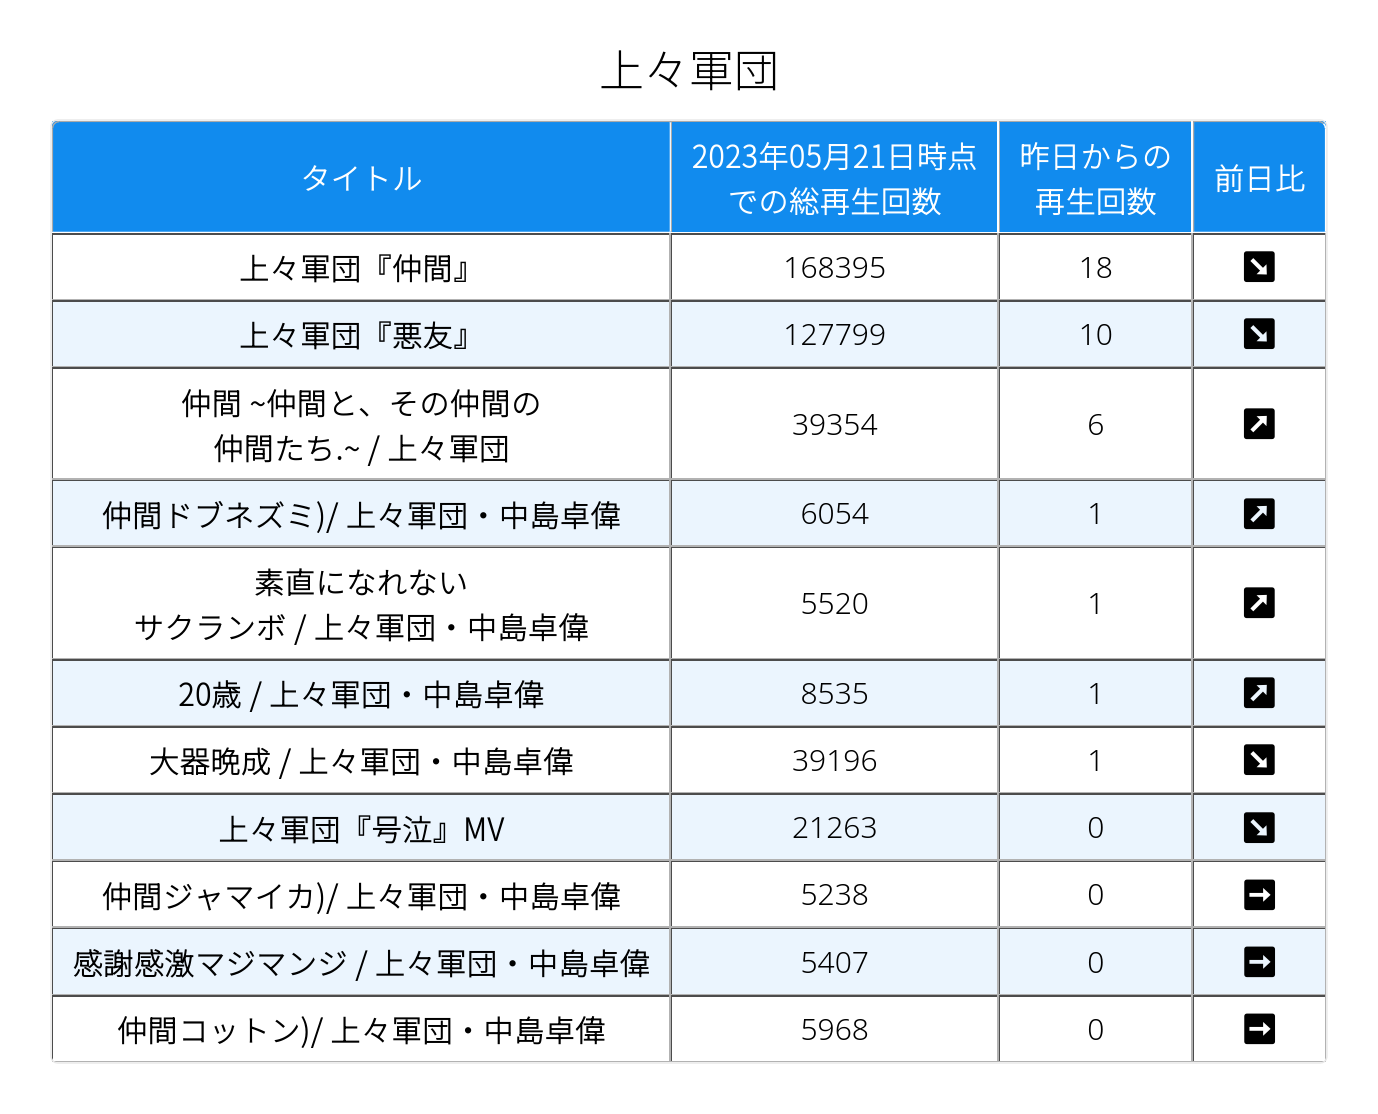 上々軍団
タイトル
2023年05月21日時点
での総再生回数
昨日からの
再生回数
前日比
上々軍団『仲間』 168395 18 ↘
上々軍団『悪友』 127799 10 ↘
仲間 ~仲間と、その仲間の
仲間たち.~ / 上々軍団 39354 6 ↗
仲間ドブネズミ)/ 上々軍団・中島卓偉 6054 1 ↗
素直になれない
サクランボ / 上々軍団・中島卓偉 5520 1 ↗
20歳 / 上々軍団・中島卓偉 8535 1 ↗
大器晩成 / 上々軍団・中島卓偉 39196 1 ↘
上々軍団『号泣』MV 21263 0 ↘
仲間ジャマイカ)/ 上々軍団・中島卓偉 5238 0 →
感謝感激マジマンジ / 上々軍団・中島卓偉 5407 0 →
仲間コットン)/ 上々軍団・中島卓偉 5968 0 →